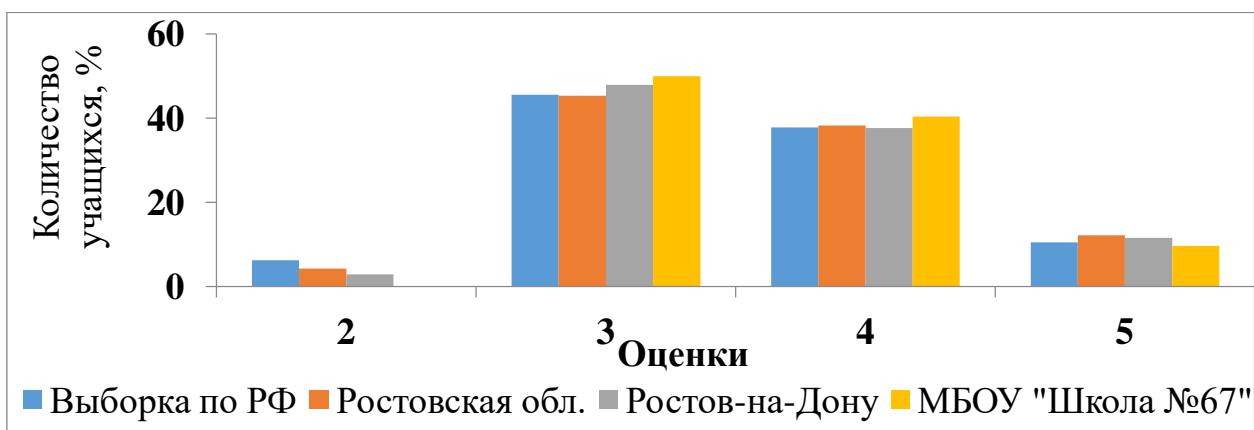 Количество
учащихся, %
60
40
20
0
2
3
4
5
Оценки
Выборка по РФ
Ростовская обл.
Ростов-на-Дону
МБОУ "Школа №67"